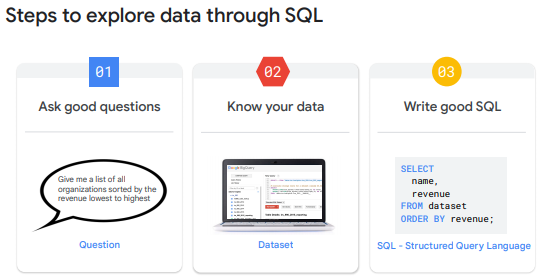 Steps to explore data through SQL
01
Ask good questions
Give me a list of all
organizations sorted by the
revenue lowest to highest
Question
02
Know your data
Google BigQuery
Dataset
03
Write good SQL
SELECT
name,
revenue
FROM dataset
ORDER BY revenue;
SQL - Structured Query Language